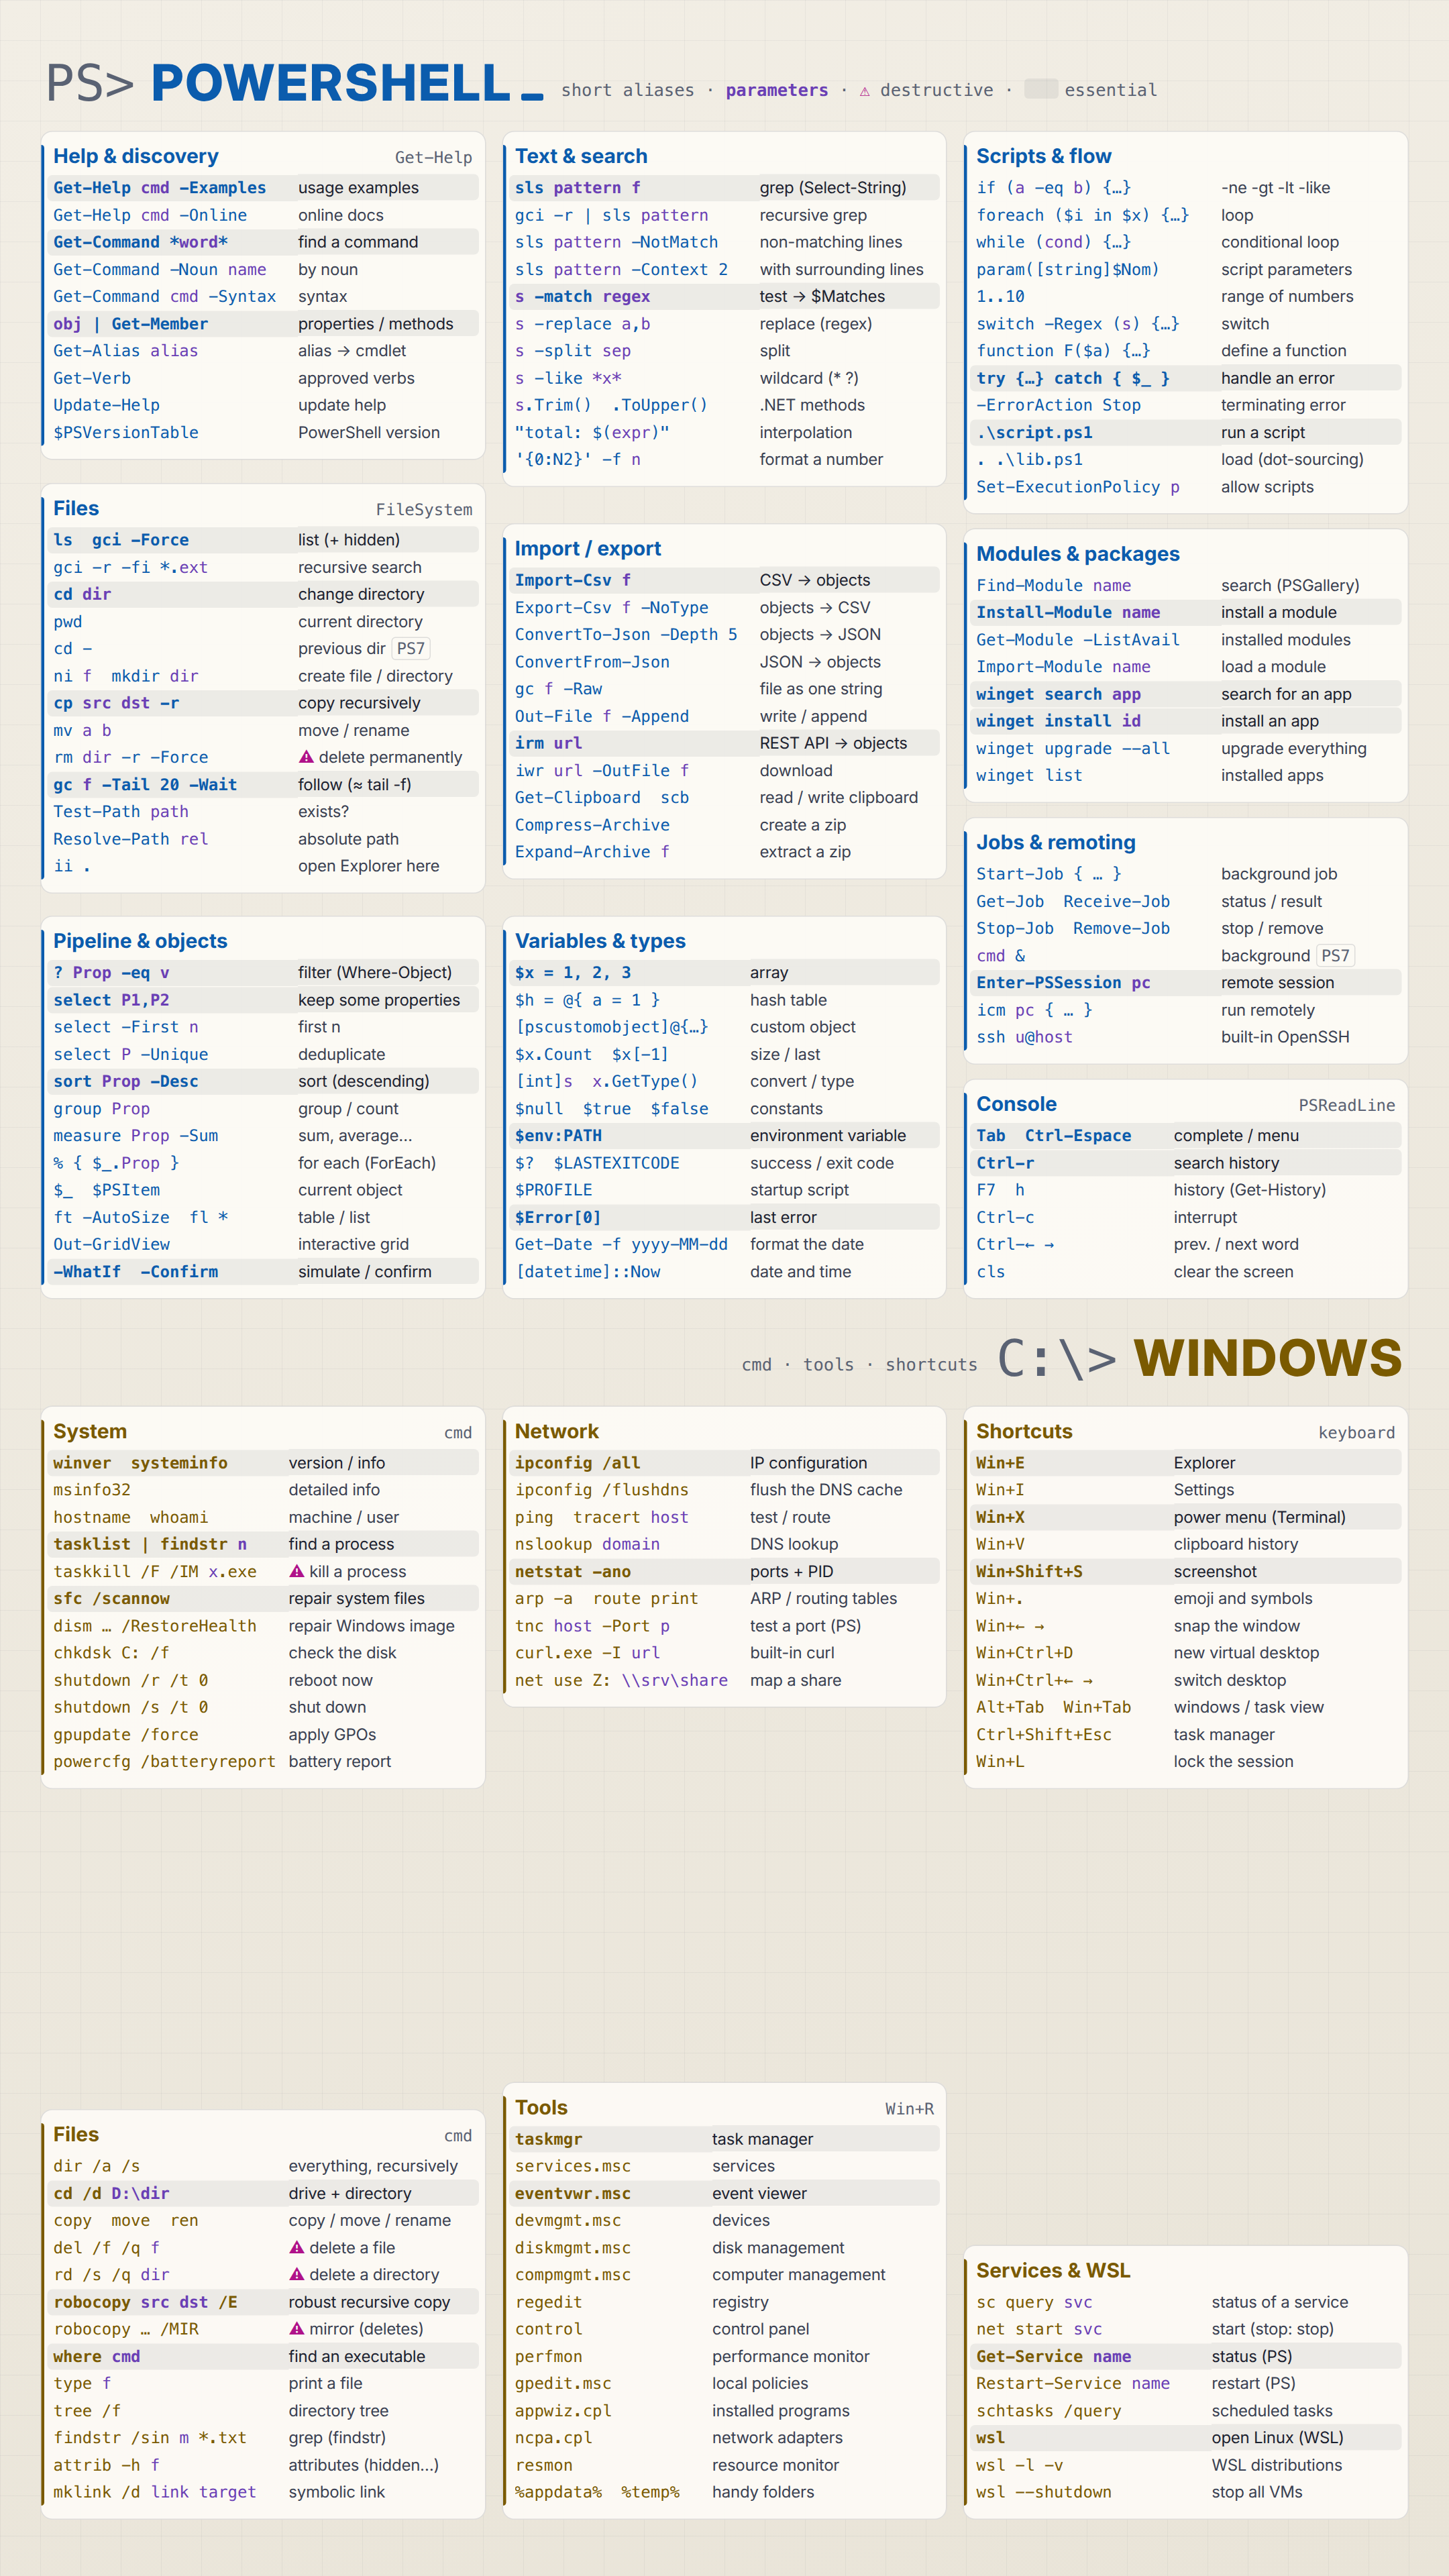 PS> POWERSHELL_ short aliases · parameters · ⚠ destructive · essential
Help & discovery Get-Help
Get-Help cmd -Examples usage examples
Get-Help cmd -Online online docs
Get-Command *word* find a command
Get-Command -Noun name by noun
Get-Command cmd -Syntax syntax
obj | Get-Member properties / methods
Get-Alias alias alias → cmdlet
Get-Verb approved verbs
Update-Help update help
$PSVersionTable PowerShell version
Files FileSystem
ls gci -Force list (+ hidden)
gci -r -fi *.ext recursive search
cd dir change directory
pwd current directory
cd - previous dir PS7
ni f mkdir dir create file / directory
cp src dst -r copy recursively
mv a b move / rename
rm dir -r -Force ⚠ delete permanently
gc f -Tail 20 -Wait follow (≈ tail -f)
Test-Path path exists?
Resolve-Path rel absolute path
ii . open Explorer here
Pipeline & objects
? Prop -eq v filter (Where-Object)
select P1,P2 keep some properties
select -First n first n
select P -Unique deduplicate
sort Prop -Desc sort (descending)
group Prop group / count
measure Prop -Sum sum, average…
% { $_.Prop } for each (ForEach)
$_ $PSItem current object
ft -AutoSize fl * table / list
Out-GridView interactive grid
-WhatIf -Confirm simulate / confirm
Text & search
sls pattern f grep (Select-String)
gci -r | sls pattern recursive grep
sls pattern -NotMatch non-matching lines
sls pattern -Context 2 with surrounding lines
s -match regex test → $Matches
s -replace a,b replace (regex)
s -split sep split
s -like *x* wildcard (* ?)
s.Trim() .ToUpper() .NET methods
"total: $(expr)" interpolation
'{0:N2}' -f n format a number
Import / export
Import-Csv f CSV → objects
Export-Csv f -NoType objects → CSV
ConvertTo-Json -Depth 5 objects → JSON
ConvertFrom-Json JSON → objects
gc f -Raw file as one string
Out-File f -Append write / append
irm url REST API → objects
iwr url -OutFile f download
Get-Clipboard scb read / write clipboard
Compress-Archive create a zip
Expand-Archive f extract a zip
Variables & types
$x = 1, 2, 3 array
$h = @{ a = 1 } hash table
[pscustomobject]@{…} custom object
$x.Count $x[-1] size / last
[int]s x.GetType() convert / type
$null $true $false constants
$env:PATH environment variable
$? $LASTEXITCODE success / exit code
$PROFILE startup script
$Error[0] last error
Get-Date -f yyyy-MM-dd format the date
[datetime]::Now date and time
Scripts & flow
if (a -eq b) {…} -ne -gt -lt -like
foreach ($i in $x) {…} loop
while (cond) {…} conditional loop
param([string]$Nom) script parameters
1..10 range of numbers
switch -Regex (s) {…} switch
function F($a) {…} define a function
try {…} catch { $_ } handle an error
-ErrorAction Stop terminating error
.\script.ps1 run a script
. .\lib.ps1 load (dot-sourcing)
Set-ExecutionPolicy p allow scripts
Modules & packages
Find-Module name search (PSGallery)
Install-Module name install a module
Get-Module -ListAvail installed modules
Import-Module name load a module
winget search app search for an app
winget install id install an app
winget upgrade --all upgrade everything
winget list installed apps
Jobs & remoting
Start-Job { … } background job
Get-Job Receive-Job status / result
Stop-Job Remove-Job stop / remove
cmd & background PS7
Enter-PSSession pc remote session
icm pc { … } run remotely
ssh u@host built-in OpenSSH
Console PSReadLine
Tab Ctrl-Espace complete / menu
Ctrl-r search history
F7 h history (Get-History)
Ctrl-c interrupt
Ctrl-← → prev. / next word
cls clear the screen
cmd · tools · shortcuts C:\> WINDOWS
System cmd
winver systeminfo version / info
msinfo32 detailed info
hostname whoami machine / user
tasklist | findstr n find a process
taskkill /F /IM x.exe ⚠ kill a process
sfc /scannow repair system files
dism … /RestoreHealth repair Windows image
chkdsk C: /f check the disk
shutdown /r /t 0 reboot now
shutdown /s /t 0 shut down
gpupdate /force apply GPOs
powercfg /batteryreport battery report
Network
ipconfig /all IP configuration
ipconfig /flushdns flush the DNS cache
ping tracert host test / route
nslookup domain DNS lookup
netstat -ano ports + PID
arp -a route print ARP / routing tables
tnc host -Port p test a port (PS)
curl.exe -I url built-in curl
net use Z: \\srv\share map a share
Shortcuts keyboard
Win+E Explorer
Win+I Settings
Win+X power menu (Terminal)
Win+V clipboard history
Win+Shift+S screenshot
Win+. emoji and symbols
Win+← → snap the window
Win+Ctrl+D new virtual desktop
Win+Ctrl+← → switch desktop
Alt+Tab Win+Tab windows / task view
Ctrl+Shift+Esc task manager
Win+L lock the session
Files cmd
dir /a /s everything, recursively
cd /d D:\dir drive + directory
copy move ren copy / move / rename
del /f /q f ⚠ delete a file
rd /s /q dir ⚠ delete a directory
robocopy src dst /E robust recursive copy
robocopy … /MIR ⚠ mirror (deletes)
where cmd find an executable
type f print a file
tree /f directory tree
findstr /sin m *.txt grep (findstr)
attrib -h f attributes (hidden…)
mklink /d link target symbolic link
Tools Win+R
taskmgr task manager
services.msc services
eventvwr.msc event viewer
devmgmt.msc devices
diskmgmt.msc disk management
compmgmt.msc computer management
regedit registry
control control panel
perfmon performance monitor
gpedit.msc local policies
appwiz.cpl installed programs
ncpa.cpl network adapters
resmon resource monitor
%appdata% %temp% handy folders
Services & WSL
sc query svc status of a service
net start svc start (stop: stop)
Get-Service name status (PS)
Restart-Service name restart (PS)
schtasks /query scheduled tasks
wsl open Linux (WSL)
wsl -l -v WSL distributions
wsl --shutdown stop all VMs